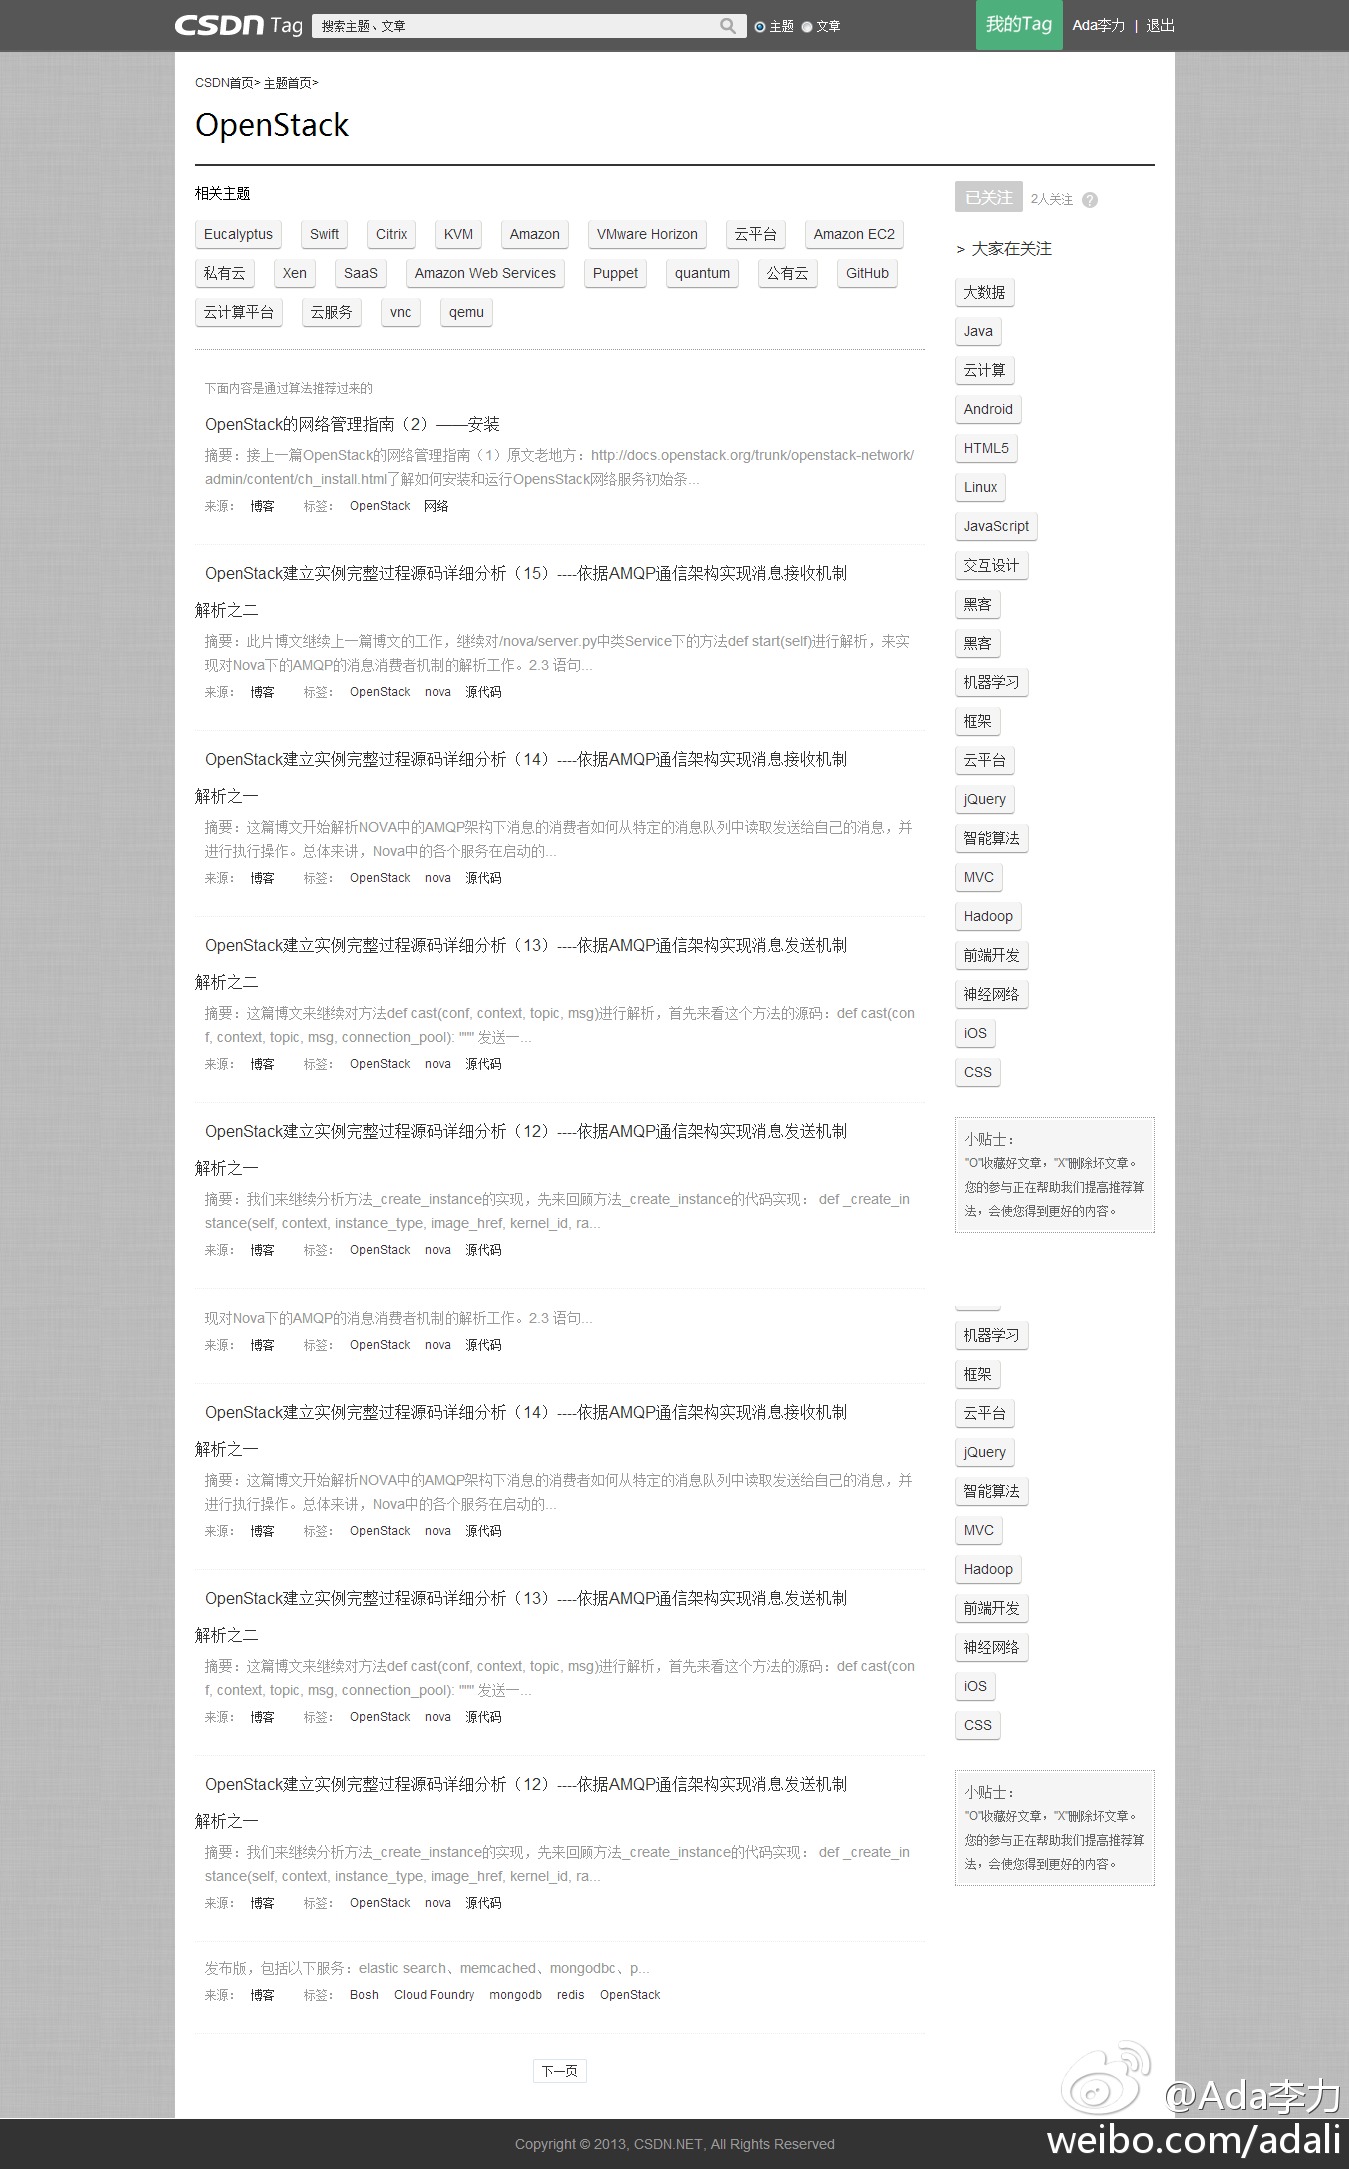 CSDN Tag 搜索主题、文章 主题 文章 我的Tag Ada李力 | 退出
CSDN首页> 主题首页>
OpenStack
相关主题
Eucalyptus Swift Citrix KVM Amazon VMware Horizon 云平台 Amazon EC2
私有云 Xen SaaS Amazon Web Services Puppet quantum 公有云 GitHub
云计算平台 云服务 vnc qemu
下面内容是通过算法推荐过来的
OpenStack的网络管理指南（2）——安装
摘要：接上一篇OpenStack的网络管理指南（1）原文老地方：http://docs.openstack.org/trunk/openstack-network/
admin/content/ch_install.html了解如何安装和运行OpensStack网络服务初始条...
来源： 博客 标签： OpenStack 网络
OpenStack建立实例完整过程源码详细分析（15）----依据AMQP通信架构实现消息接收机制
解析之二
摘要：此片博文继续上一篇博文的工作，继续对/nova/server.py中类Service下的方法def start(self)进行解析，来实
现对Nova下的AMQP的消息消费者机制的解析工作。2.3 语句...
来源： 博客 标签： OpenStack nova 源代码
OpenStack建立实例完整过程源码详细分析（14）----依据AMQP通信架构实现消息接收机制
解析之一
摘要：这篇博文开始解析NOVA中的AMQP架构下消息的消费者如何从特定的消息队列中读取发送给自己的消息，并
进行执行操作。总体来讲，Nova中的各个服务在启动的...
来源： 博客 标签： OpenStack nova 源代码
OpenStack建立实例完整过程源码详细分析（13）----依据AMQP通信架构实现消息发送机制
解析之二
摘要：这篇博文来继续对方法def cast(conf, context, topic, msg)进行解析，首先来看这个方法的源码：def cast(con
f, context, topic, msg, connection_pool): """ 发送一...
来源： 博客 标签： OpenStack nova 源代码
OpenStack建立实例完整过程源码详细分析（12）----依据AMQP通信架构实现消息发送机制
解析之一
摘要：我们来继续分析方法_create_instance的实现，先来回顾方法_create_instance的代码实现： def _create_in
stance(self, context, instance_type, image_href, kernel_id, ra...
来源： 博客 标签： OpenStack nova 源代码
现对Nova下的AMQP的消息消费者机制的解析工作。2.3 语句...
来源： 博客 标签： OpenStack nova 源代码
OpenStack建立实例完整过程源码详细分析（14）----依据AMQP通信架构实现消息接收机制
解析之一
摘要：这篇博文开始解析NOVA中的AMQP架构下消息的消费者如何从特定的消息队列中读取发送给自己的消息，并
进行执行操作。总体来讲，Nova中的各个服务在启动的...
来源： 博客 标签： OpenStack nova 源代码
OpenStack建立实例完整过程源码详细分析（13）----依据AMQP通信架构实现消息发送机制
解析之二
摘要：这篇博文来继续对方法def cast(conf, context, topic, msg)进行解析，首先来看这个方法的源码：def cast(con
f, context, topic, msg, connection_pool): """ 发送一...
来源： 博客 标签： OpenStack nova 源代码
OpenStack建立实例完整过程源码详细分析（12）----依据AMQP通信架构实现消息发送机制
解析之一
摘要：我们来继续分析方法_create_instance的实现，先来回顾方法_create_instance的代码实现： def _create_in
stance(self, context, instance_type, image_href, kernel_id, ra...
来源： 博客 标签： OpenStack nova 源代码
发布版，包括以下服务：elastic search、memcached、mongodbc、p...
来源： 博客 标签： Bosh Cloud Foundry mongodb redis OpenStack
下一页
已关注 2人关注 ?
> 大家在关注
大数据
Java
云计算
Android
HTML5
Linux
JavaScript
交互设计
黑客
黑客
机器学习
框架
云平台
jQuery
智能算法
MVC
Hadoop
前端开发
神经网络
iOS
CSS
小贴士：
"O"收藏好文章，"X"删除坏文章。
您的参与正在帮助我们提高推荐算
法，会使您得到更好的内容。
机器学习
框架
云平台
jQuery
智能算法
MVC
Hadoop
前端开发
神经网络
iOS
CSS
小贴士：
"O"收藏好文章，"X"删除坏文章。
您的参与正在帮助我们提高推荐算
法，会使您得到更好的内容。
Copyright © 2013, CSDN.NET, All Rights Reserved
@Ada李力
weibo.com/adali